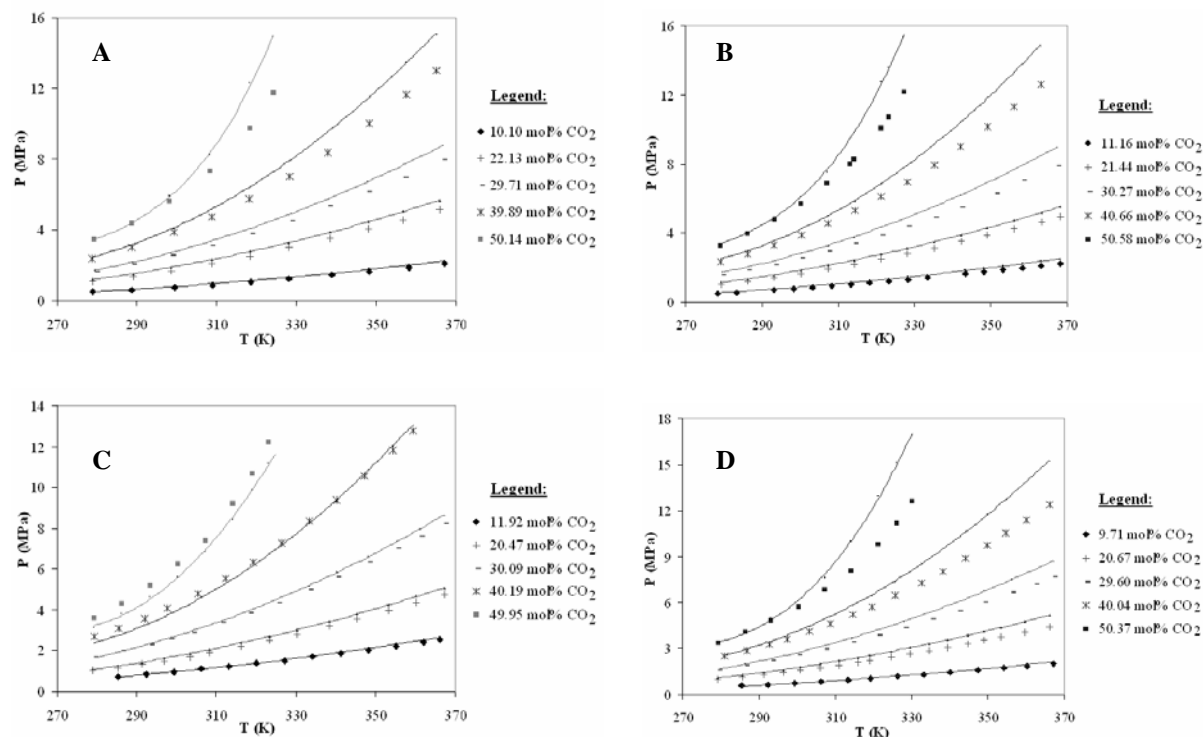 16
12
8
4
0
P (MPa)
A
270
290
310
330
350
370
T (K)
Legend:
10.10 mol% CO2
22.13 mol% CO2
29.71 mol% CO2
39.89 mol% CO2
50.14 mol% CO2
16
12
8
4
0
P (MPa)
B
270
290
310
330
350
370
T (K)
Legend:
11.16 mol% CO2
21.44 mol% CO2
30.27 mol% CO2
40.66 mol% CO2
50.58 mol% CO2
14
12
10
8
6
4
2
0
P (MPa)
C
270
290
310
330
350
370
T (K)
Legend:
11.92 mol% CO2
20.47 mol% CO2
30.09 mol% CO2
40.19 mol% CO2
49.95 mol% CO2
18
15
12
9
6
3
0
P (MPa)
D
270
290
310
330
350
370
T (K)
Legend:
9.71 mol% CO2
20.67 mol% CO2
29.60 mol% CO2
40.04 mol% CO2
50.37 mol% CO2